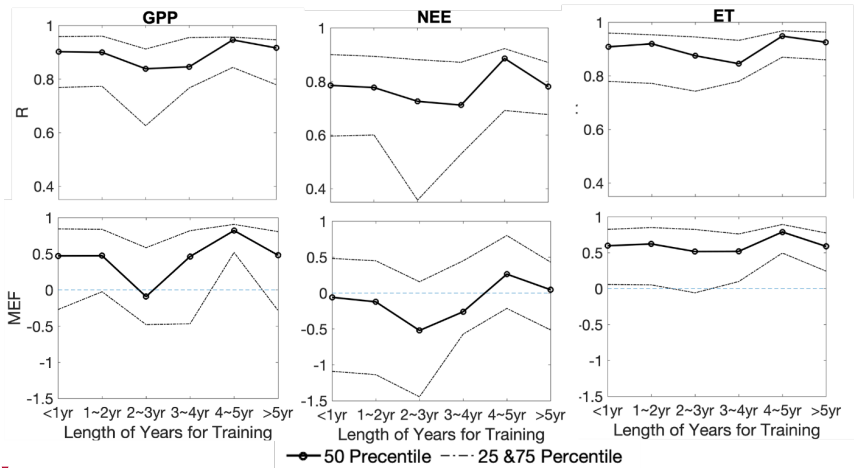 GPP NEE ET
1 1 1
0.8 0.8 0.8
R
0.6 0.6 0.6
0.4 0.4 0.4
1 1 1
0.5 0.5 0.5
0 0 0
MEF
-0.5 -0.5 -0.5
-1 -1 -1
-1.5 -1.5 -1.5
<1yr 1~2yr 2~3yr 3~4yr 4~5yr >5yr <1yr 1~2yr 2~3yr 3~4yr 4~5yr >5yr <1yr 1~2yr 2~3yr 3~4yr 4~5yr >5yr
Length of Years for Training Length of Years for Training Length of Years for Training
50 Precentile 25 &75 Percentile